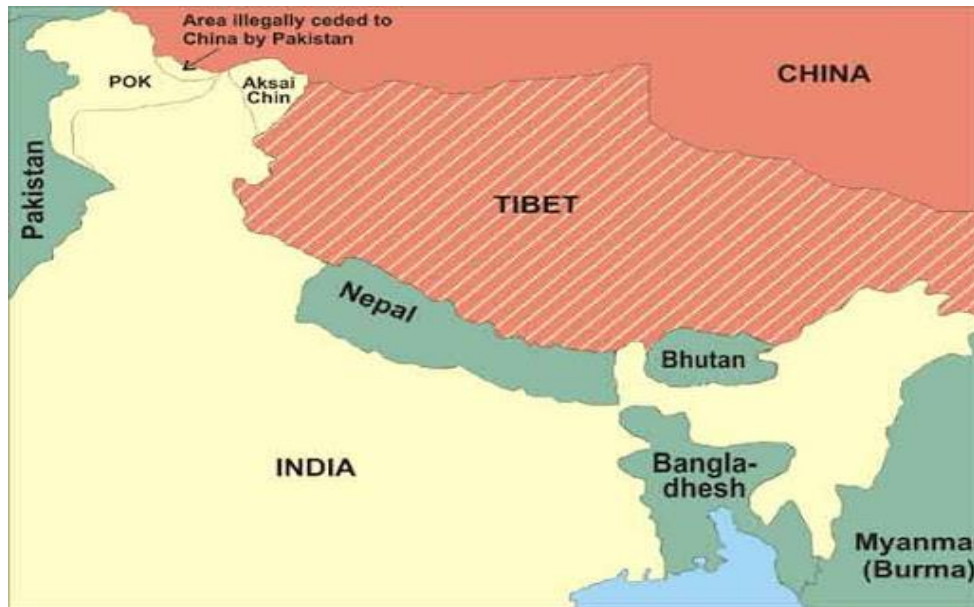 Area illegally ceded to
China by Pakistan
POK
Aksai
Chin
CHINA
Pakistan
TIBET
Nepal
Bhutan
INDIA
Bangla-
dhesh
Myanma
(Burma)